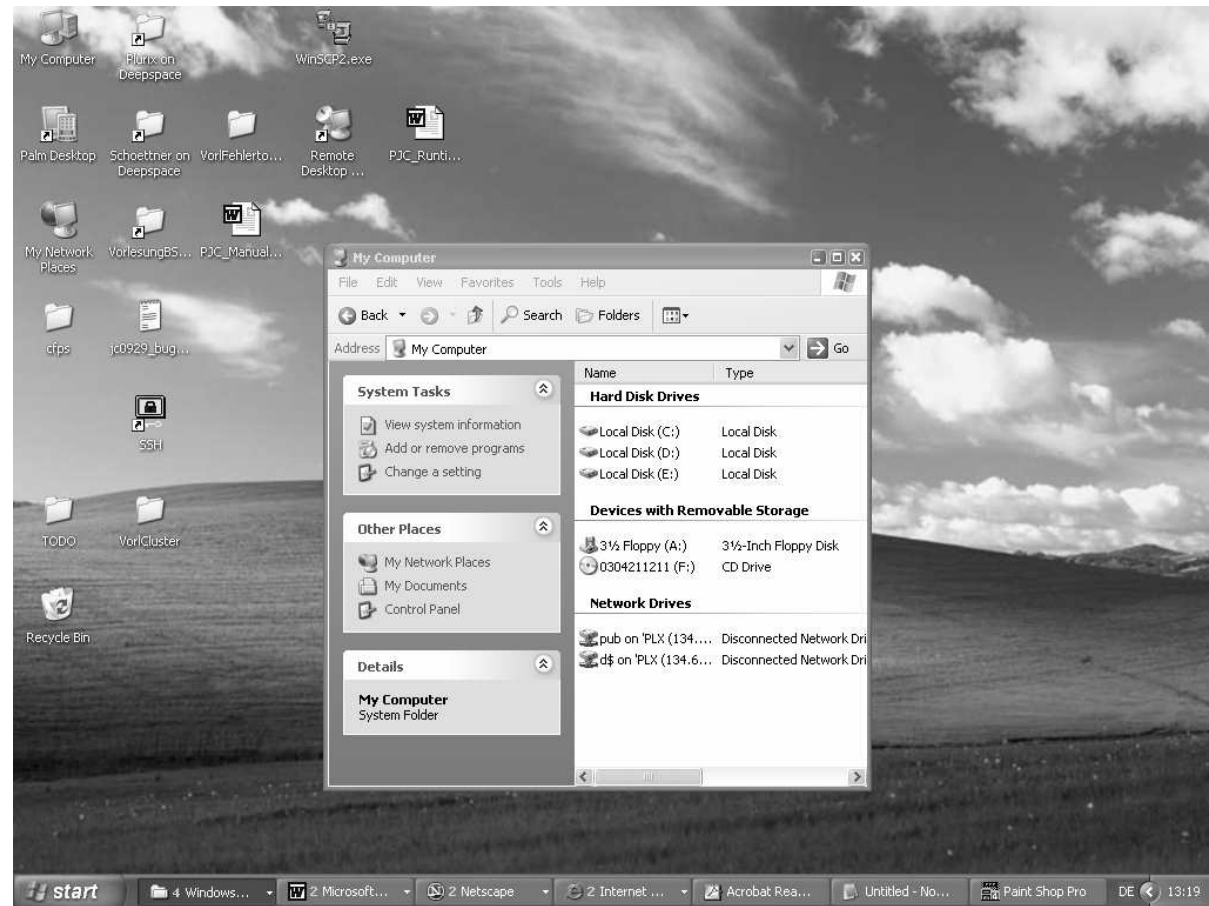 My Computer
Plurix on
Deepspace
WinSCP2.exe
Palm Desktop
Schoettner on
Deepspace
VorlFehlerto...
Remote
Desktop ...
PJC_Runti...
My Network
Places
VorlesungBS...
PJC_Manual...
cfps
jc0929_bug...
SSH
TODO
VorlCluster
Recycle Bin
My Computer
File Edit View Favorites Tools Help
Back Search Folders
Address My Computer Go
System Tasks
View system information
Add or remove programs
Change a setting
Other Places
My Network Places
My Documents
Control Panel
Details
My Computer
System Folder
Name Type
Hard Disk Drives
Local Disk (C:) Local Disk
Local Disk (D:) Local Disk
Local Disk (E:) Local Disk
Devices with Removable Storage
3½ Floppy (A:) 3½-Inch Floppy Disk
0304211211 (F:) CD Drive
Network Drives
pub on 'PLX (134.... Disconnected Network Dri
d$ on 'PLX (134.6... Disconnected Network Dri
start 4 Windows... 2 Microsoft... 2 Netscape 2 Internet ... Acrobat Rea... Untitled - No... Paint Shop Pro DE 13:19